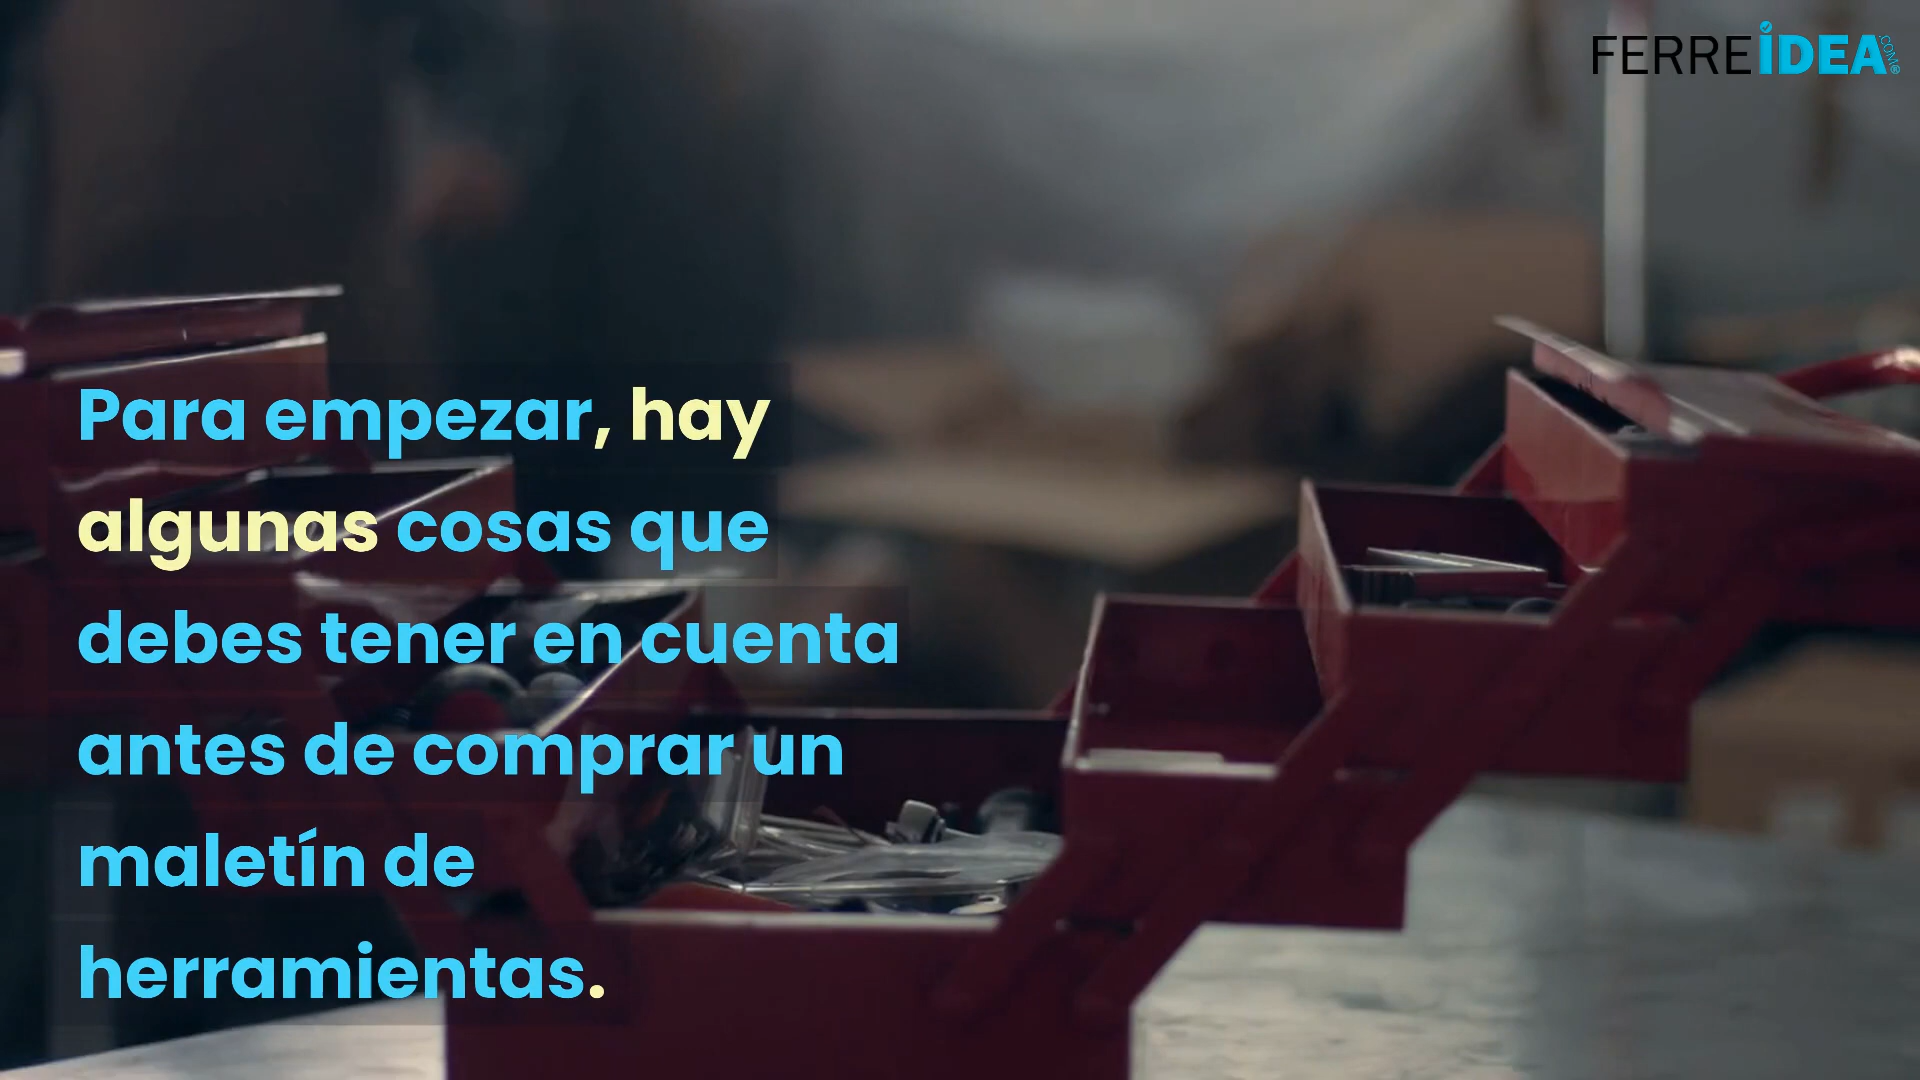 FERREiDEA.COM®
Para empezar, hay
algunas cosas que
debes tener en cuenta
antes de comprar un
maletín de
herramientas.